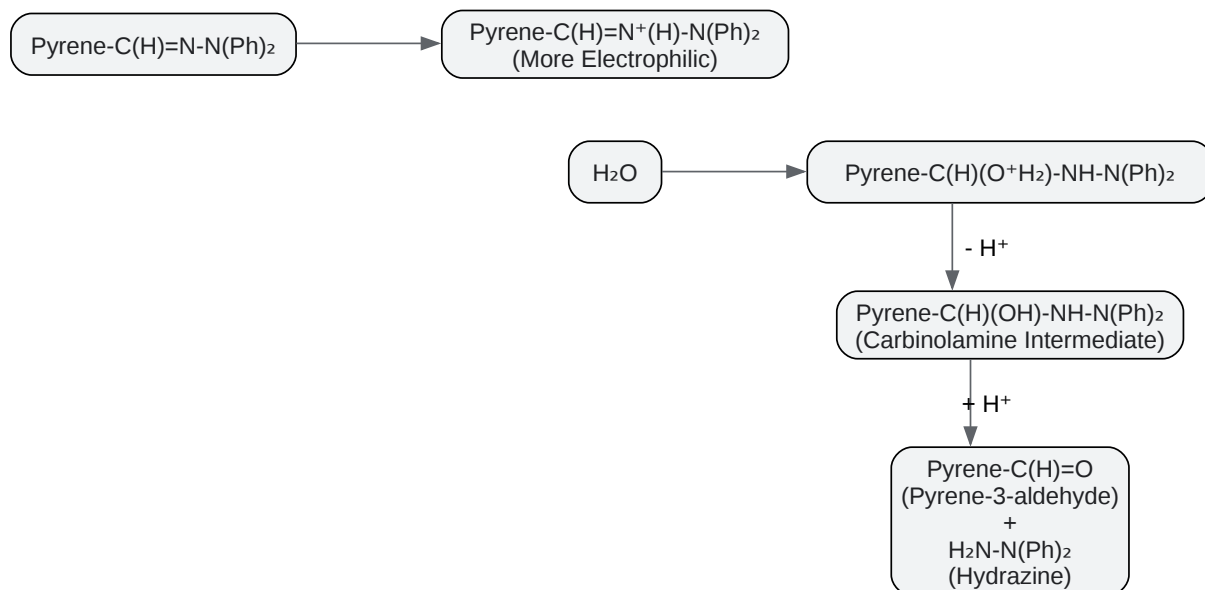 Pyrene-C(H)=N-N(Ph)₂
Pyrene-C(H)=N⁺(H)-N(Ph)₂
(More Electrophilic)
H₂O
Pyrene-C(H)(O⁺H₂)-NH-N(Ph)₂
- H⁺
Pyrene-C(H)(OH)-NH-N(Ph)₂
(Carbinolamine Intermediate)
+ H⁺
Pyrene-C(H)=O
(Pyrene-3-aldehyde)
+
H₂N-N(Ph)₂
(Hydrazine)